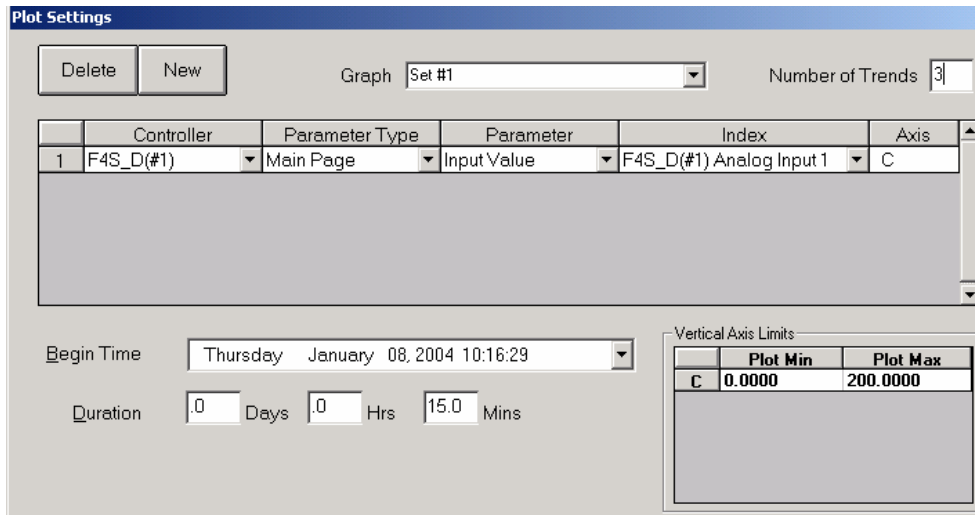 Plot Settings
Delete New Graph Set #1 Number of Trends 3
Controller Parameter Type Parameter Index Axis
1 F4S_D(#1) Main Page Input Value F4S_D(#1) Analog Input 1 C
Begin Time Thursday January 08, 2004 10:16:29
Duration .0 Days .0 Hrs 15.0 Mins
Vertical Axis Limits
Plot Min Plot Max
C 0.0000 200.0000